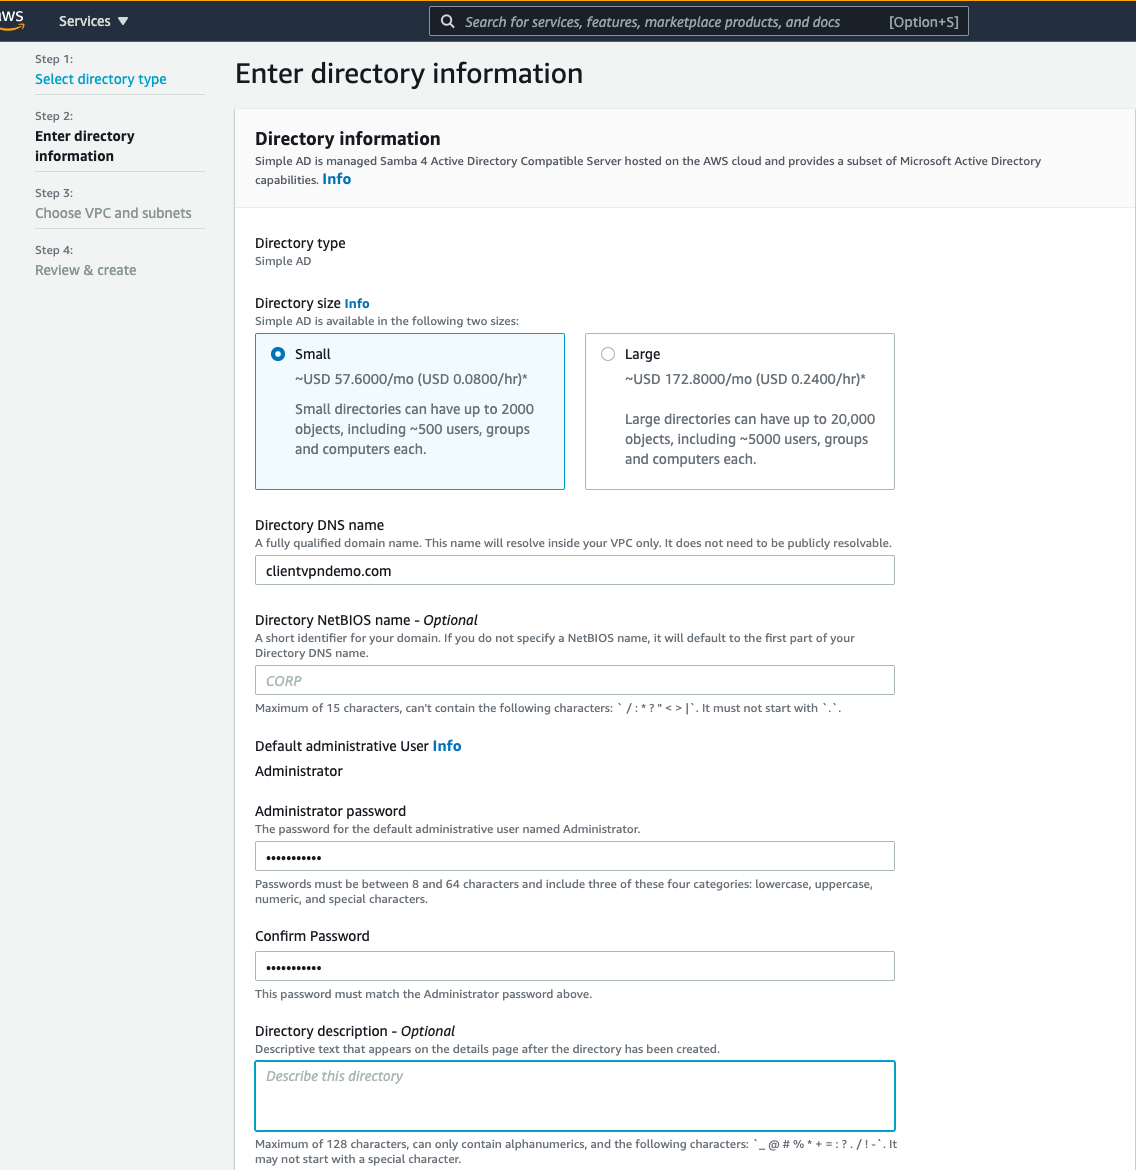 aws
Services ▼
Search for services, features, marketplace products, and docs
[Option+S]
Step 1:
Select directory type
Step 2:
Enter directory
information
Step 3:
Choose VPC and subnets
Step 4:
Review & create
Enter directory information
Directory information
Simple AD is managed Samba 4 Active Directory Compatible Server hosted on the AWS cloud and provides a subset of Microsoft Active Directory
capabilities. Info
Directory type
Simple AD
Directory size Info
Simple AD is available in the following two sizes:
Small
~USD 57.6000/mo (USD 0.0800/hr)*
Small directories can have up to 2000
objects, including ~500 users, groups
and computers each.
Large
~USD 172.8000/mo (USD 0.2400/hr)*
Large directories can have up to 20,000
objects, including ~5000 users, groups
and computers each.
Directory DNS name
A fully qualified domain name. This name will resolve inside your VPC only. It does not need to be publicly resolvable.
clientvpndemo.com
Directory NetBIOS name - Optional
A short identifier for your domain. If you do not specify a NetBIOS name, it will default to the first part of your
Directory DNS name.
CORP
Maximum of 15 characters, can't contain the following characters: ` / : * ? " < > |`. It must not start with `.`.
Default administrative User Info
Administrator
Administrator password
The password for the default administrative user named Administrator.
•••••••••••
Passwords must be between 8 and 64 characters and include three of these four categories: lowercase, uppercase,
numeric, and special characters.
Confirm Password
•••••••••••
This password must match the Administrator password above.
Directory description - Optional
Descriptive text that appears on the details page after the directory has been created.
Describe this directory
Maximum of 128 characters, can only contain alphanumerics, and the following characters: `_ @ # % * + = : ? . / ! -`. It
may not start with a special character.